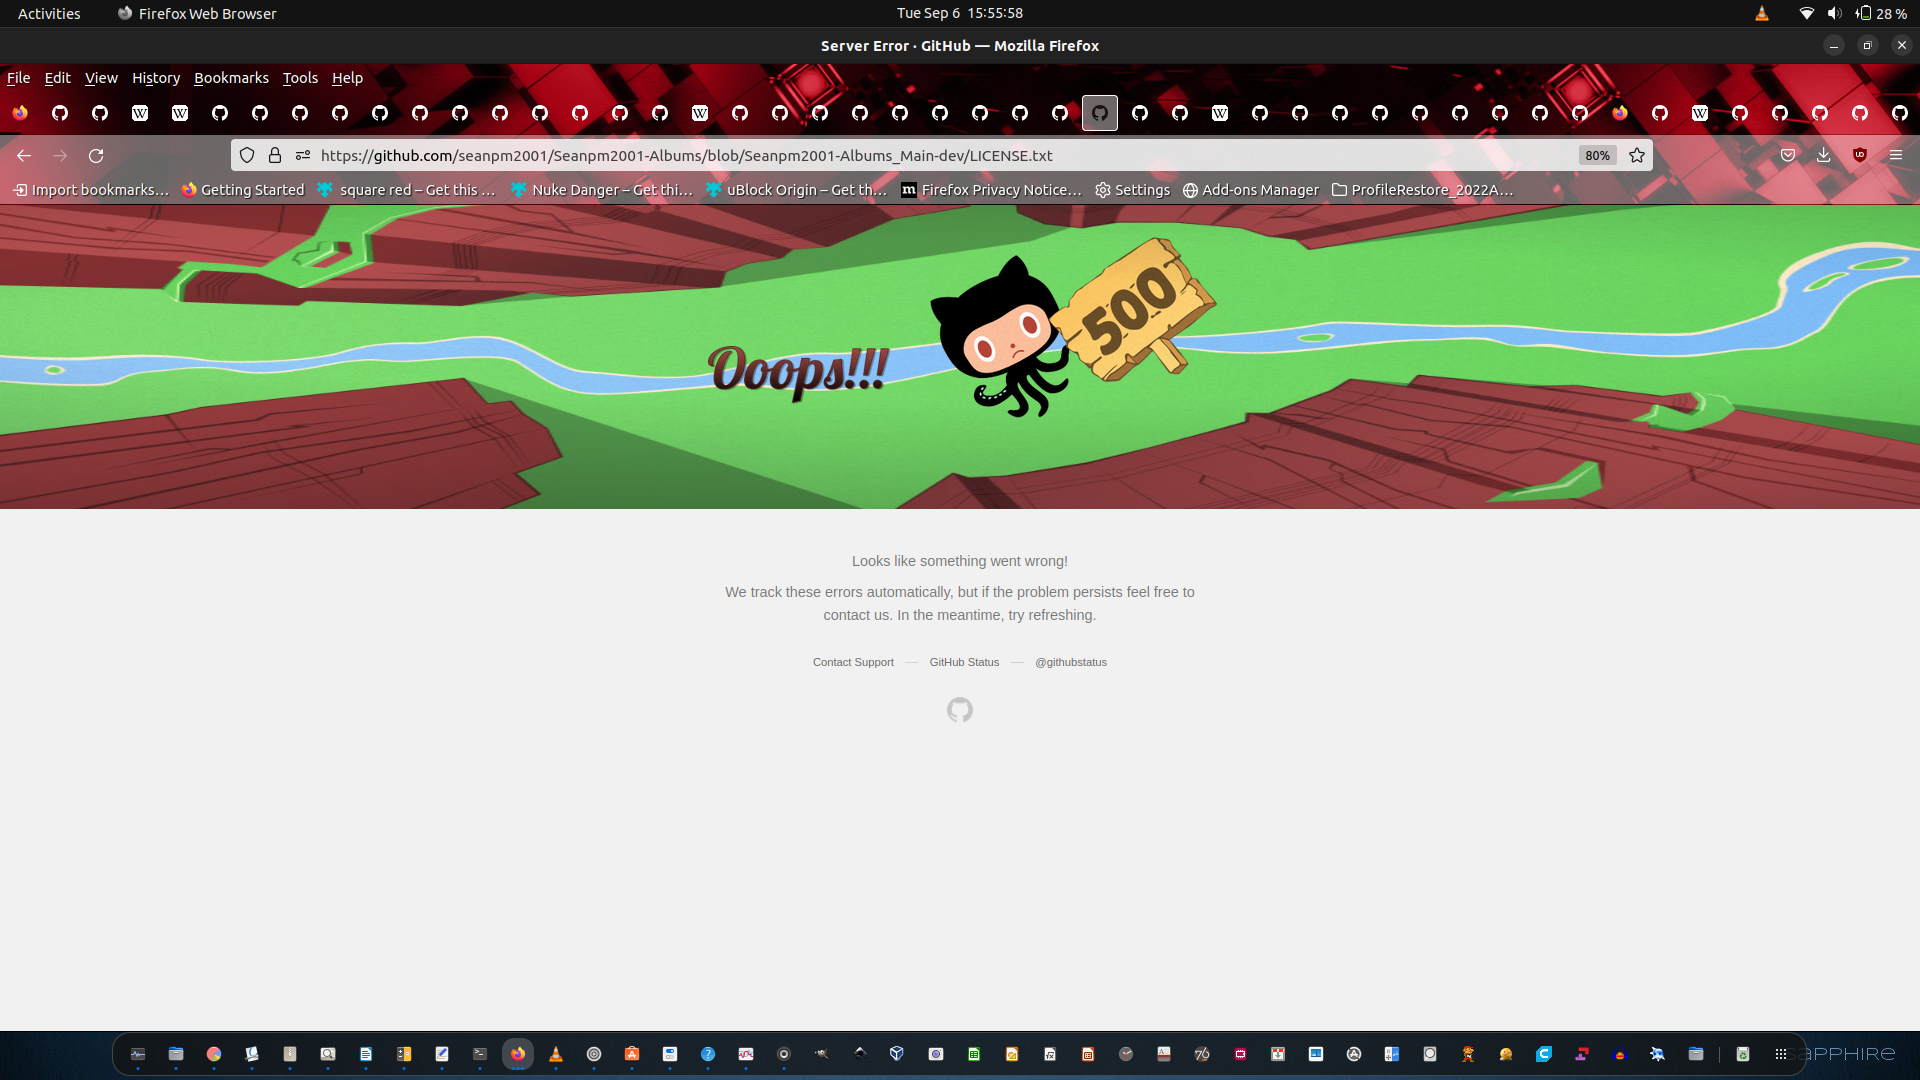 Activities
Firefox Web Browser
Tue Sep 6 15:55:58
28 %
Server Error · GitHub — Mozilla Firefox
File Edit View History Bookmarks Tools Help
https://github.com/seanpm2001/Seanpm2001-Albums/blob/Seanpm2001-Albums_Main-dev/LICENSE.txt
80%
Import bookmarks…
Getting Started
square red – Get this …
Nuke Danger – Get thi…
uBlock Origin – Get th…
Firefox Privacy Notice…
Settings
Add-ons Manager
ProfileRestore_2022A…
Ooops!!!
500
Looks like something went wrong!
We track these errors automatically, but if the problem persists feel free to
contact us. In the meantime, try refreshing.
Contact Support — GitHub Status — @githubstatus
sapphire